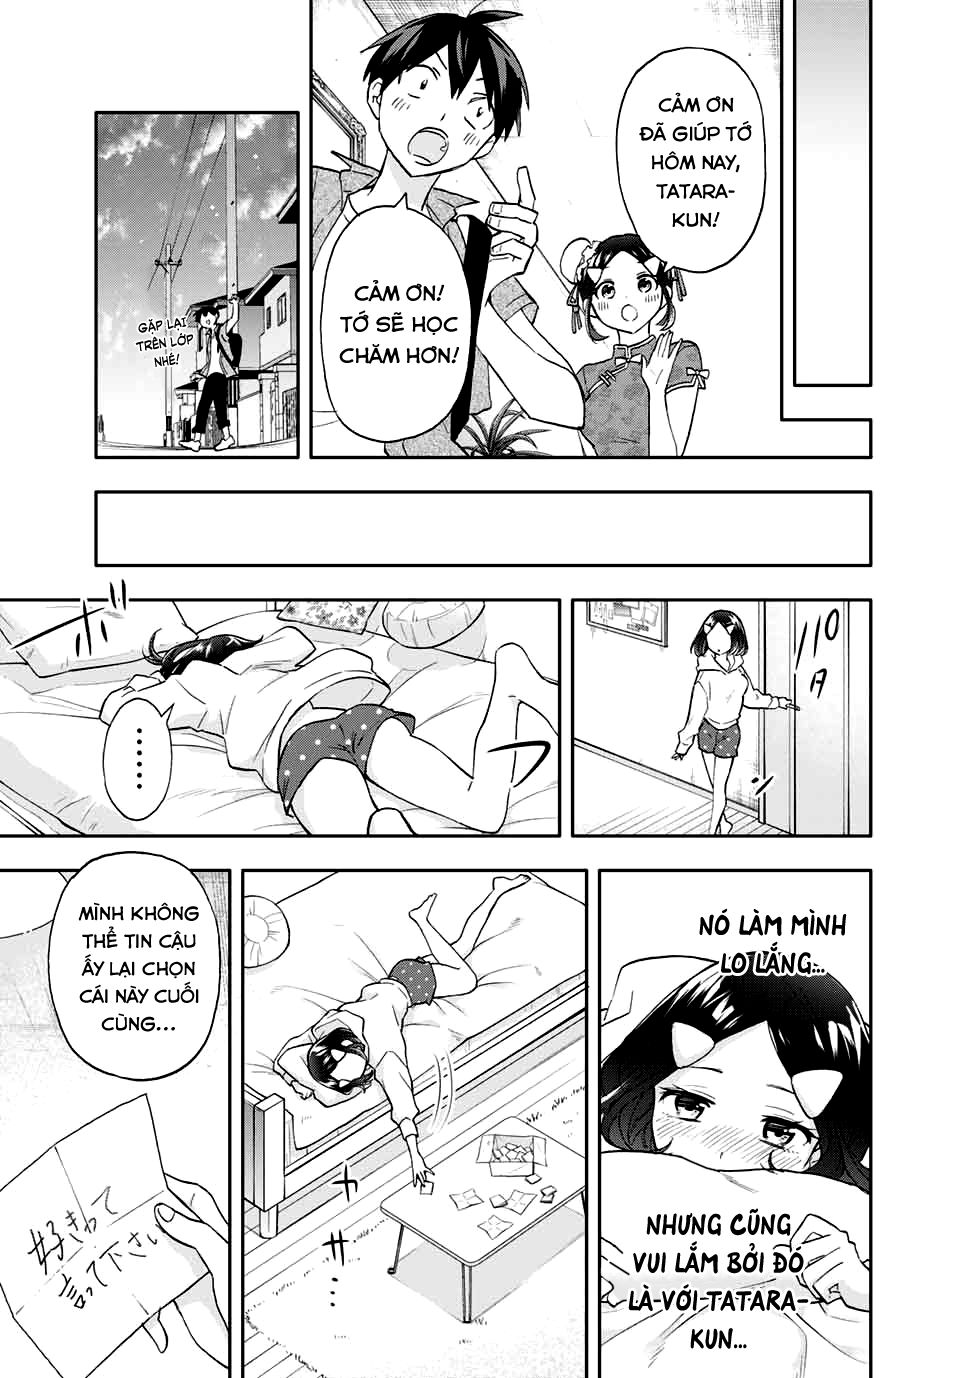 CẢM ƠN
ĐÃ GIÚP TỚ
HÔM NAY,
TATARA-
KUN!
CẢM ƠN!
TỚ SẼ HỌC
CHĂM HƠN!
GẶP LẠI
TRÊN LỚP
NHÉ!
......
NÓ LÀM MÌNH
LO LẮNG...
NHƯNG CŨNG
VUI LẮM BỞI ĐÓ
LÀ VỚI TATARA-
KUN...
MÌNH KHÔNG
THỂ TIN CẬU
ẤY LẠI CHỌN
CÁI NÀY CUỐI
CÙNG...
好きって
言って下さい